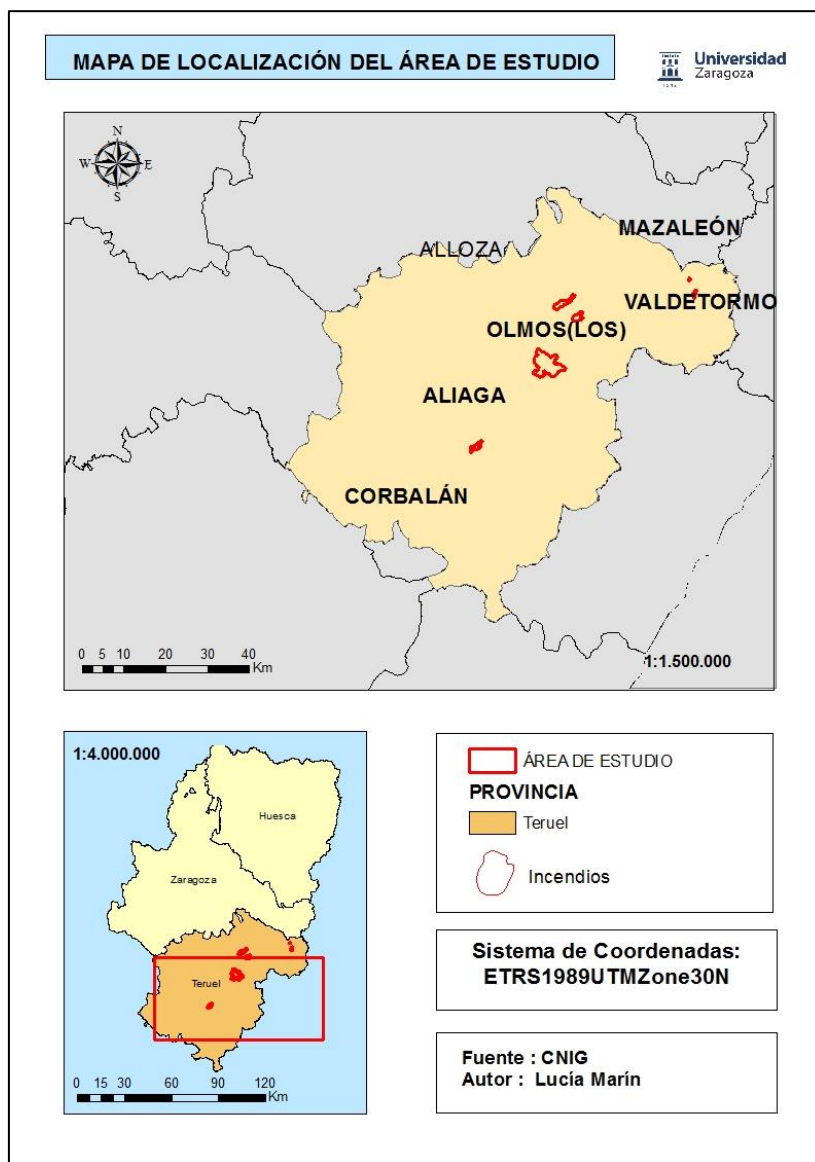 MAPA DE LOCALIZACIÓN DEL ÁREA DE ESTUDIO
Universidad
Zaragoza
1542
N
W E
S
MAZALEÓN
ALLOZA
VALDETORMO
OLMOS(LOS)
ALIAGA
CORBALÁN
0 5 10 20 30 40
Km
1:1.500.000
1:4.000.000
Huesca
Zaragoza
Teruel
0 15 30 60 90 120
Km
ÁREA DE ESTUDIO
PROVINCIA
Teruel
Incendios
Sistema de Coordenadas:
ETRS1989UTMZone30N
Fuente : CNIG
Autor : Lucía Marín